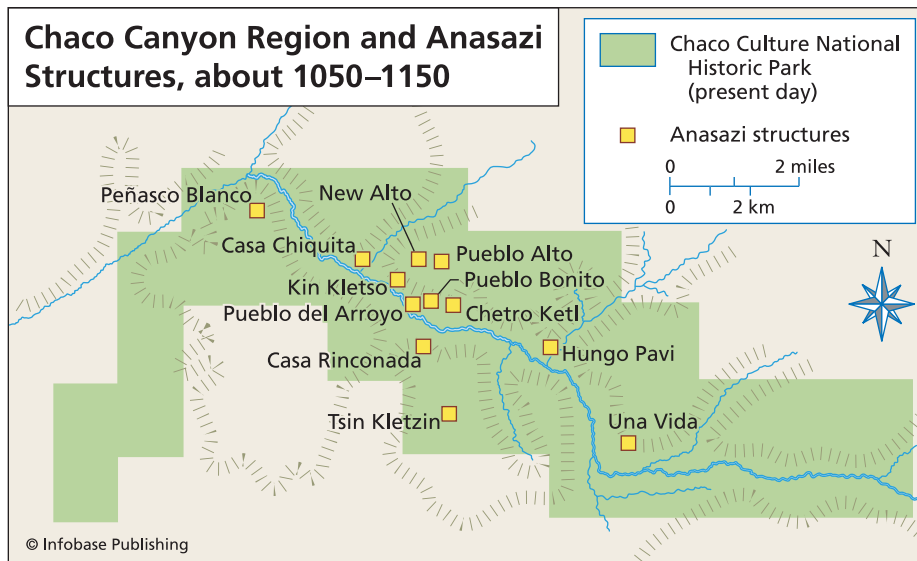 Chaco Canyon Region and Anasazi
Structures, about 1050–1150
Chaco Culture National
Historic Park
(present day)
Anasazi structures
0 2 miles
0 2 km
N
Peñasco Blanco
New Alto
Casa Chiquita
Pueblo Alto
Kin Kletso
Pueblo Bonito
Pueblo del Arroyo
Chetro Ketl
Casa Rinconada
Hungo Pavi
Tsin Kletzin
Una Vida
© Infobase Publishing